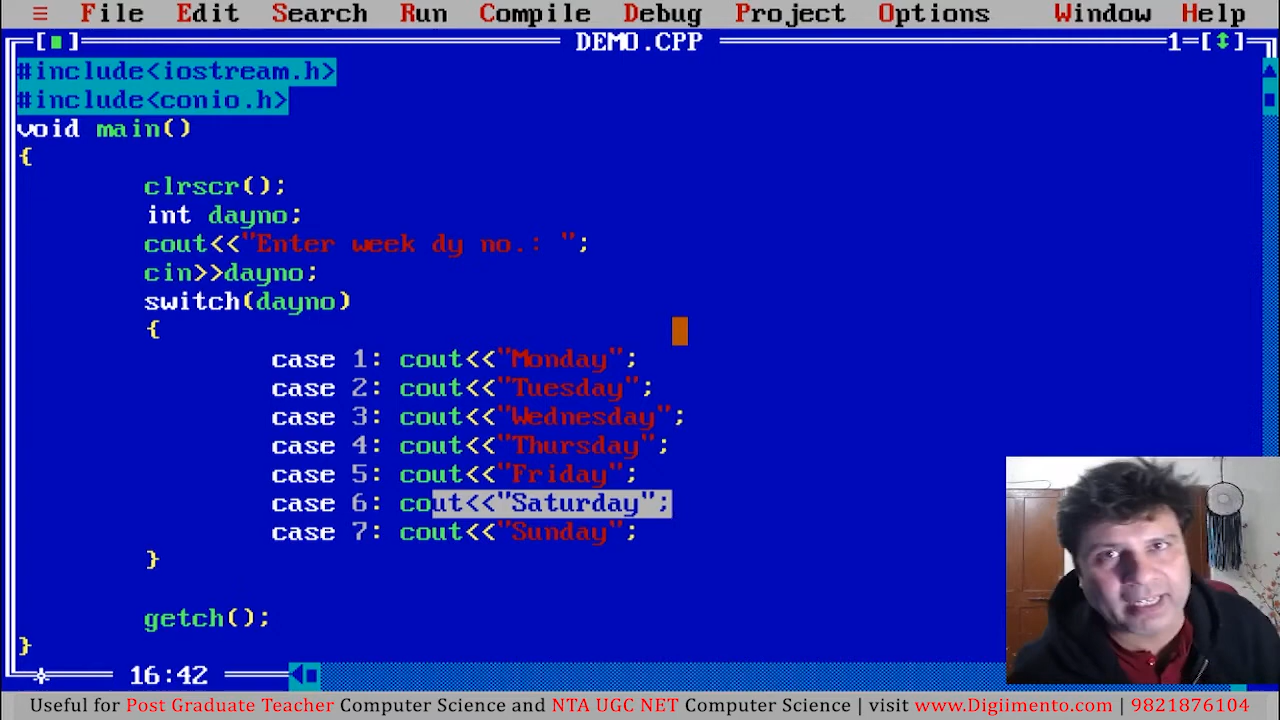 ≡ File Edit Search Run Compile Debug Project Options Window Help
[■] DEMO.CPP 1=[↕]
#include<iostream.h>
#include<conio.h>
void main()
{
clrscr();
int dayno;
cout<<"Enter week dy no.: ";
cin>>dayno;
switch(dayno)
{
case 1: cout<<"Monday";
case 2: cout<<"Tuesday";
case 3: cout<<"Wednesday";
case 4: cout<<"Thursday";
case 5: cout<<"Friday";
case 6: cout<<"Saturday";
case 7: cout<<"Sunday";
}
getch();
}
16:42
Useful for Post Graduate Teacher Computer Science and NTA UGC NET Computer Science | visit www.Digiimento.com | 9821876104